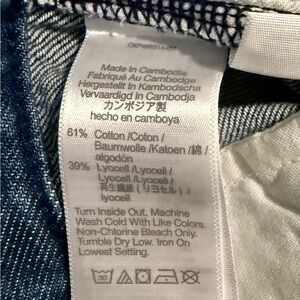 Made In Cambodia
Fabriqué Au Cambodge
Hergestellt In Kambodscha
Vervaardigd In Cambodja
カンボジア製
hecho en camboya
61% Cotton /Coton /
Baumwolle /Katoen /綿 /
algodón
39% Lyocell / Lyocell /
Lyocell / Lyocell /
再生繊維 (リヨセル) /
Lyocell
Turn Inside Out. Machine
Wash Cold With Like Colors.
Non-Chlorine Bleach Only.
Tumble Dry Low. Iron On
Lowest Setting.
30